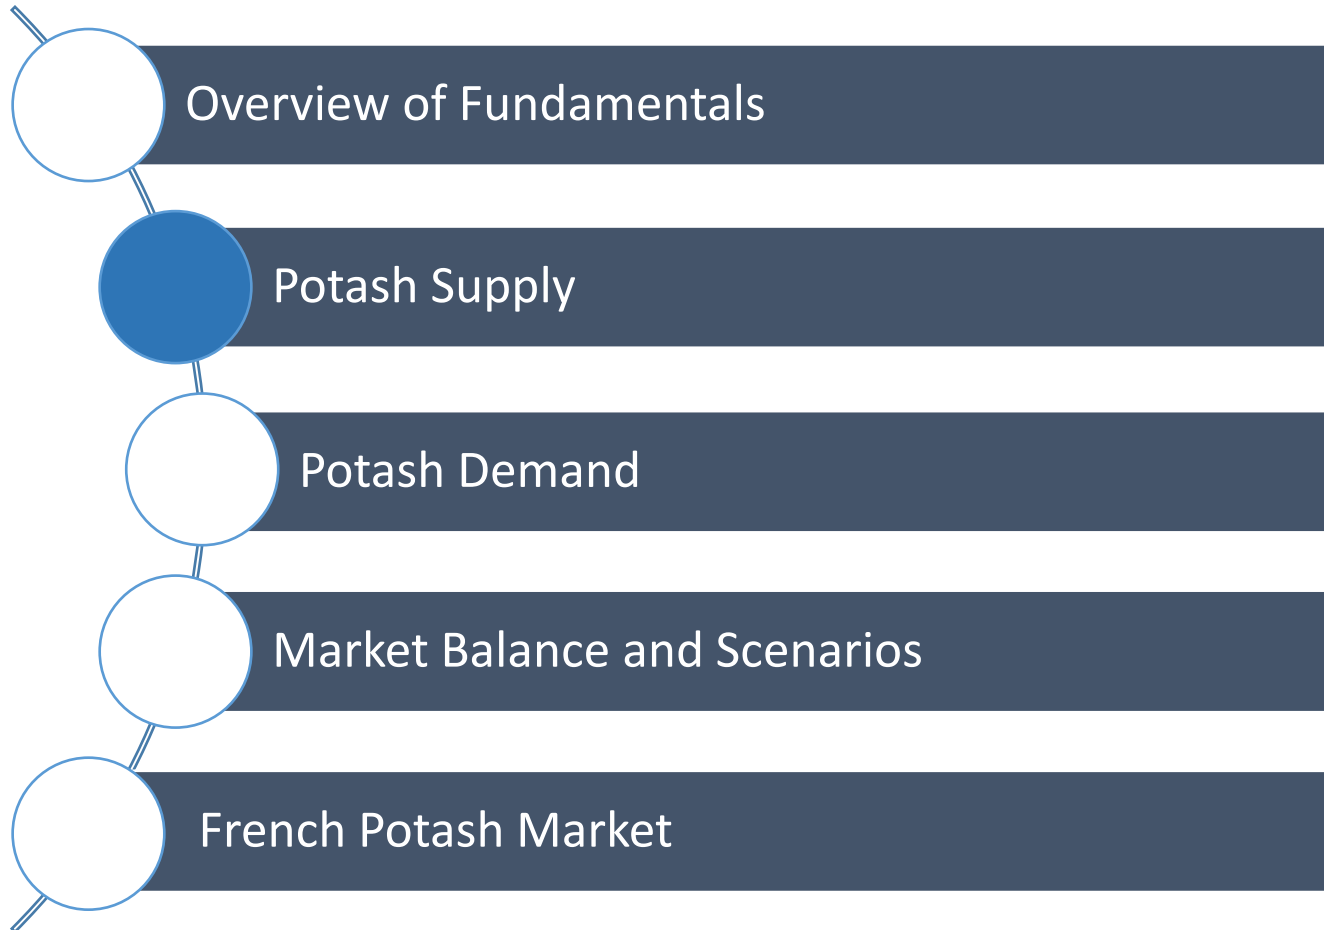 Overview of Fundamentals
Potash Supply
Potash Demand
Market Balance and Scenarios
French Potash Market